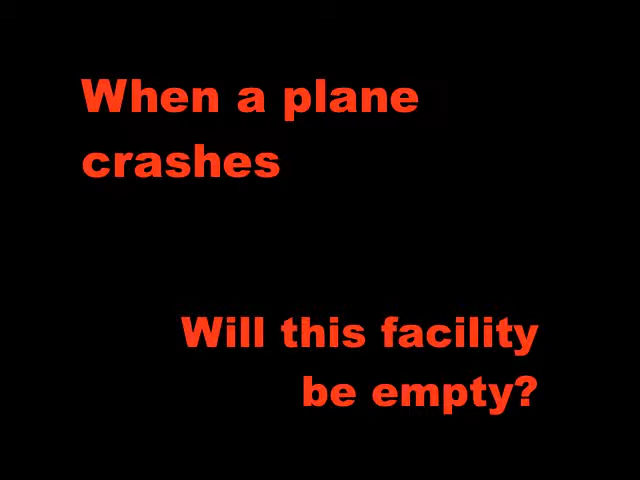 When a plane
crashes
Will this facility
be empty?